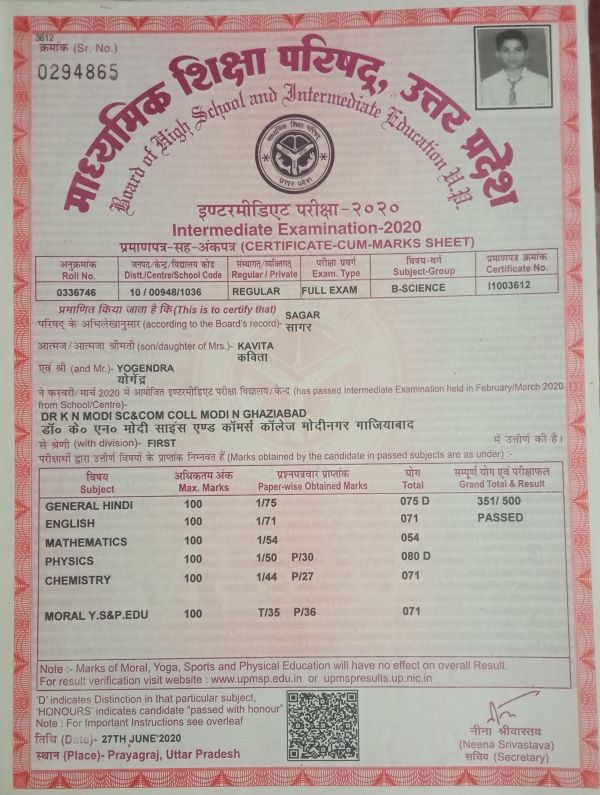 3612
क्रमांक (Sr. No.)
0294865
माध्यमिक शिक्षा परिषद्, उत्तर प्रदेश
Board of High School and Intermediate Education U.P.
माध्यमिक शिक्षा परिषद
उत्तर प्रदेश
इण्टरमीडिएट परीक्षा-२०२०
Intermediate Examination-2020
प्रमाणपत्र-सह-अंकपत्र (CERTIFICATE-CUM-MARKS SHEET)
अनुक्रमांक जनपद/केन्द्र/विद्यालय कोड संस्थागत/व्यक्तिगत परीक्षा प्रवर्ग विषय-वर्ग प्रमाणपत्र क्रमांक
Roll No. Distt./Centre/School Code Regular / Private Exam. Type Subject-Group Certificate No.
0336746 10 / 00948/1036 REGULAR FULL EXAM B-SCIENCE I1003612
प्रमाणित किया जाता है कि (This is to certify that) SAGAR
परिषद् के अभिलेखानुसार (according to the Board's record)- सागर
आत्मज / आत्मजा श्रीमती (son/daughter of Mrs.)- KAVITA
कविता
एवं श्री (and Mr.)- YOGENDRA
योगेंद्र
ने फरवरी/ मार्च 2020 में आयोजित इण्टरमीडिएट परीक्षा विद्यालय/केन्द्र (has passed Intermediate Examination held in February/March 2020
from School/Centre)-
DR K N MODI SC&COM COLL MODI N GHAZIABAD
डॉ० के० एन० मोदी साइंस एण्ड कॉमर्स कॉलेज मोदीनगर गाजियाबाद
से श्रेणी (with division)- FIRST में उत्तीर्ण की है।
परीक्षार्थी द्वारा उत्तीर्ण विषयों के प्राप्तांक निम्नवत हैं (Marks obtained by the candidate in passed subjects are as under) :-
विषय अधिकतम अंक प्रश्नपत्रवार प्राप्तांक योग सम्पूर्ण योग एवं परीक्षाफल
Subject Max. Marks Paper-wise Obtained Marks Total Grand Total & Result
GENERAL HINDI 100 1/75 075 D 351/ 500
ENGLISH 100 1/71 071 PASSED
MATHEMATICS 100 1/54 054
PHYSICS 100 1/50 P/30 080 D
CHEMISTRY 100 1/44 P/27 071
MORAL Y.S&P.EDU 100 T/35 P/36 071
Note :- Marks of Moral, Yoga, Sports and Physical Education will have no effect on overall Result.
For result verification visit website : www.upmsp.edu.in or upmspresults.up.nic.in
'D' indicates Distinction in that particular subject,
'HONOURS' indicates candidate "passed with honour"
Note : For Important Instructions see overleaf
तिथि (Date)- 27TH JUNE'2020
स्थान (Place)- Prayagraj, Uttar Pradesh
नीना श्रीवास्तव
(Neena Srivastava)
सचिव (Secretary)